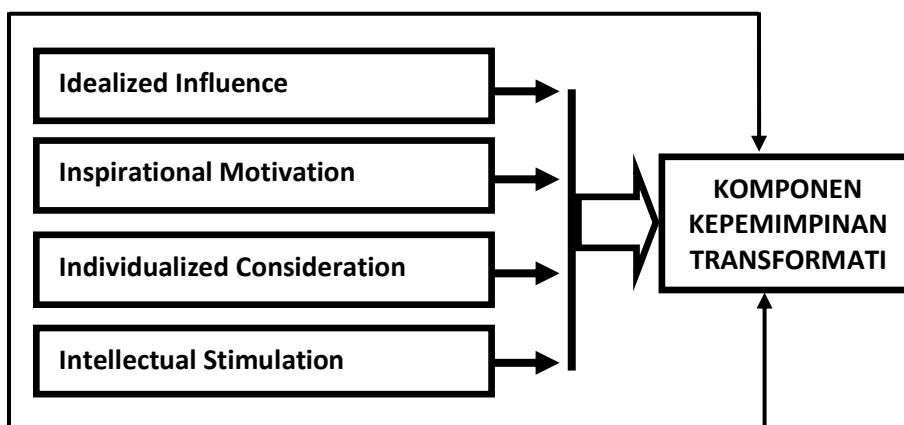 Idealized Influence
Inspirational Motivation
Individualized Consideration
Intellectual Stimulation
KOMPONEN
KEPEMIMPINAN
TRANSFORMATI